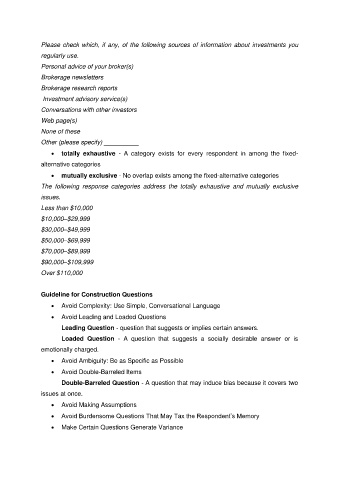 Please check which, if any, of the following sources of information about investments you
regularly use.
Personal advice of your broker(s)
Brokerage newsletters
Brokerage research reports
Investment advisory service(s)
Conversations with other investors
Web page(s)
None of these
Other (please specify) __________
• totally exhaustive - A category exists for every respondent in among the fixed-
alternative categories
• mutually exclusive - No overlap exists among the fixed-alternative categories
The following response categories address the totally exhaustive and mutually exclusive
issues.
Less than $10,000
$10,000–$29,999
$30,000–$49,999
$50,000–$69,999
$70,000–$89,999
$90,000–$109,999
Over $110,000
Guideline for Construction Questions
• Avoid Complexity: Use Simple, Conversational Language
• Avoid Leading and Loaded Questions
Leading Question - question that suggests or implies certain answers.
Loaded Question - A question that suggests a socially desirable answer or is
emotionally charged.
• Avoid Ambiguity: Be as Specific as Possible
• Avoid Double-Barreled Items
Double-Barreled Question - A question that may induce bias because it covers two
issues at once.
• Avoid Making Assumptions
• Avoid Burdensome Questions That May Tax the Respondent's Memory
• Make Certain Questions Generate Variance